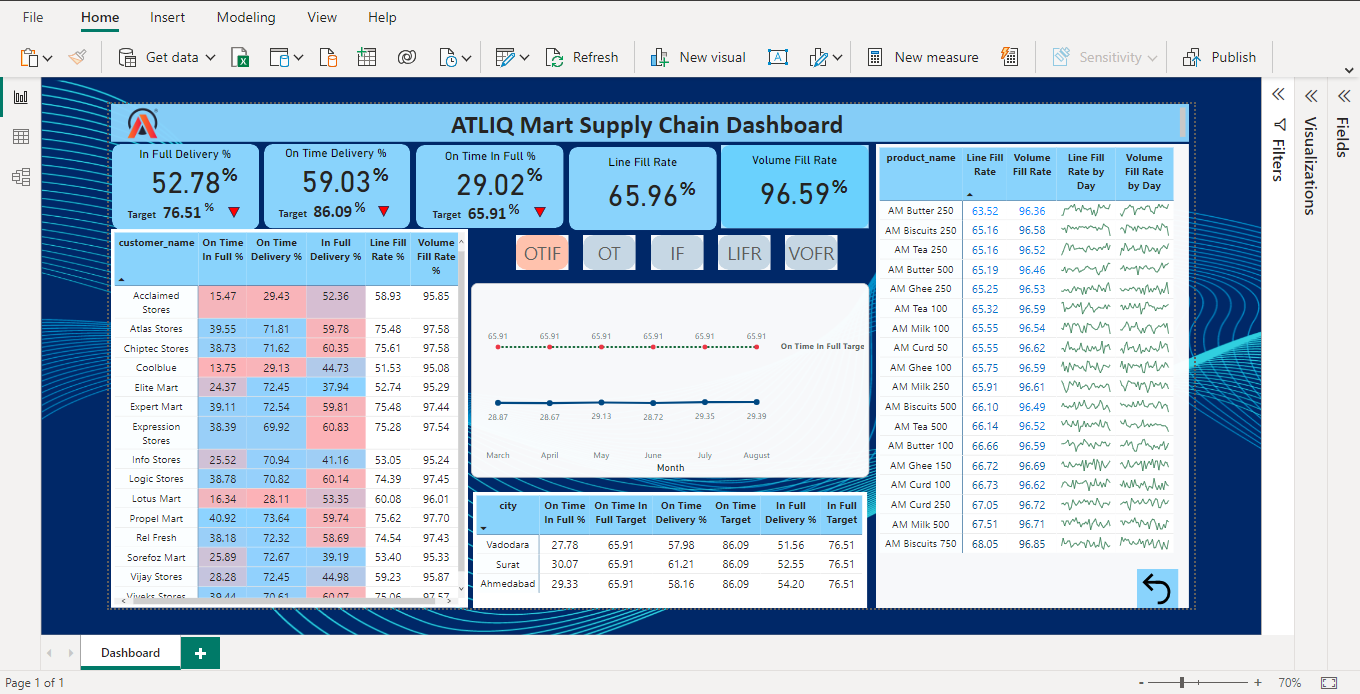 File Home Insert Modeling View Help
Get data Refresh New visual New measure Sensitivity Publish
ATLIQ Mart Supply Chain Dashboard
In Full Delivery %
52.78%
Target 76.51 %
On Time Delivery %
59.03%
Target 86.09 %
On Time In Full %
29.02%
Target 65.91 %
Line Fill Rate
65.96%
Volume Fill Rate
96.59%
customer_name On Time In Full % On Time Delivery % In Full Delivery % Line Fill Rate % Volume Fill Rate %
Acclaimed Stores 15.47 29.43 52.36 58.93 95.85
Atlas Stores 39.55 71.81 59.78 75.48 97.58
Chiptec Stores 38.73 71.62 60.35 75.61 97.58
Coolblue 13.75 29.13 44.73 51.53 95.08
Elite Mart 24.37 72.45 37.94 52.74 95.29
Expert Mart 39.11 72.54 59.81 75.48 97.44
Expression Stores 38.39 69.92 60.83 75.28 97.54
Info Stores 25.52 70.94 41.16 53.05 95.24
Logic Stores 38.78 70.82 60.14 74.39 97.45
Lotus Mart 16.34 28.11 53.35 60.08 96.01
Propel Mart 40.92 73.64 59.74 75.62 97.70
Rel Fresh 38.18 72.32 58.69 74.54 97.43
Sorefoz Mart 25.89 72.67 39.19 53.40 95.33
Vijay Stores 28.28 72.45 44.98 59.23 95.87
Viveks Stores 39.44 70.61 60.07 75.06 97.57
OTIF OT IF LIFR VOFR
65.91 65.91 65.91 65.91 65.91 65.91
On Time In Full Targe
28.87 28.67 29.13 28.72 29.35 29.39
March April May June July August
Month
city On Time In Full % On Time In Full Target On Time Delivery % On Time Target In Full Delivery % In Full Target
Vadodara 27.78 65.91 57.98 86.09 51.56 76.51
Surat 30.07 65.91 61.21 86.09 52.55 76.51
Ahmedabad 29.33 65.91 58.16 86.09 54.20 76.51
product_name Line Fill Rate Volume Fill Rate Line Fill Rate by Day Volume Fill Rate by Day
AM Butter 250 63.52 96.36
AM Biscuits 250 65.16 96.58
AM Tea 250 65.16 96.52
AM Butter 500 65.19 96.46
AM Ghee 250 65.25 96.53
AM Tea 100 65.32 96.59
AM Milk 100 65.55 96.54
AM Curd 50 65.55 96.62
AM Ghee 100 65.75 96.59
AM Milk 250 65.91 96.61
AM Biscuits 500 66.10 96.49
AM Tea 500 66.14 96.52
AM Butter 100 66.66 96.59
AM Ghee 150 66.72 96.69
AM Curd 100 66.73 96.62
AM Curd 250 67.05 96.72
AM Milk 500 67.51 96.71
AM Biscuits 750 68.05 96.85
Filters
Visualizations
Fields
Dashboard
Page 1 of 1
70%